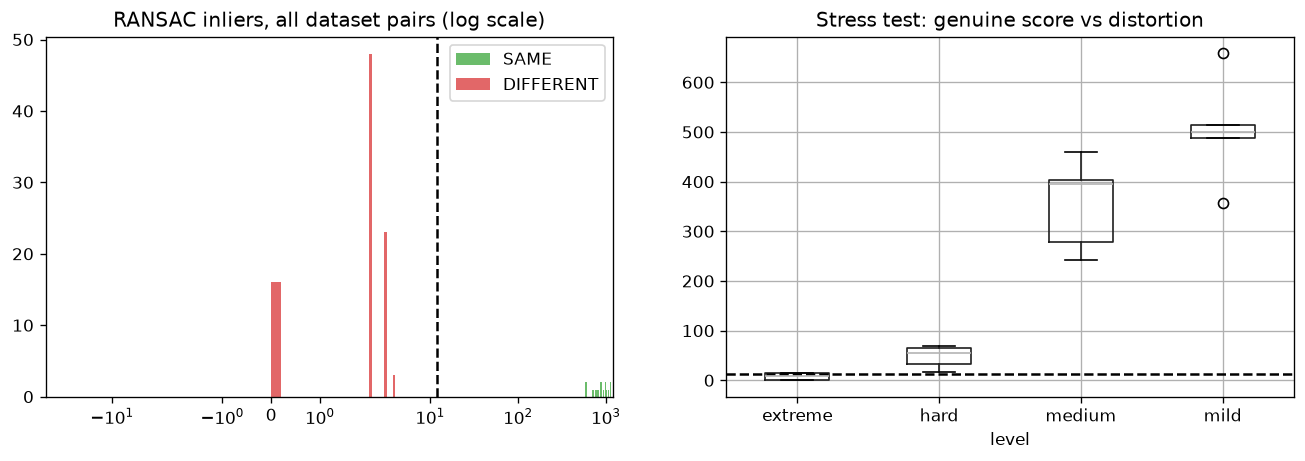 RANSAC inliers, all dataset pairs (log scale)
50
40
30
20
10
0
−10¹
−10⁰
0
10⁰
10¹
10²
10³
SAME
DIFFERENT
Stress test: genuine score vs distortion
600
500
400
300
200
100
0
extreme
hard
medium
mild
level